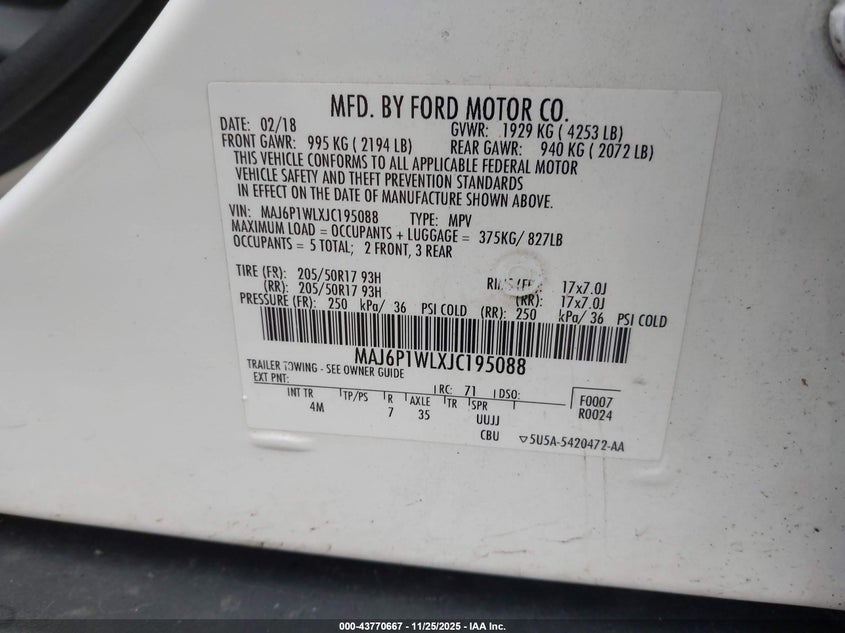 MFD. BY FORD MOTOR CO.
DATE: 02/18 GVWR: 1929 KG ( 4253 LB)
FRONT GAWR: 995 KG ( 2194 LB) REAR GAWR: 940 KG ( 2072 LB)
THIS VEHICLE CONFORMS TO ALL APPLICABLE FEDERAL MOTOR
VEHICLE SAFETY AND THEFT PREVENTION STANDARDS
IN EFFECT ON THE DATE OF MANUFACTURE SHOWN ABOVE.
VIN: MAJ6P1WLXJC195088 TYPE: MPV
MAXIMUM LOAD = OCCUPANTS + LUGGAGE = 375KG/ 827LB
OCCUPANTS = 5 TOTAL; 2 FRONT, 3 REAR
TIRE (FR): 205/50R17 93H 17x7.0J
(RR): 205/50R17 93H (RR): 17x7.0J
PRESSURE (FR): 250 kPa/ 36 PSI COLD (RR): 250 kPa/ 36 PSI COLD
MAJ6P1WLXJC195088
TRAILER TOWING - SEE OWNER GUIDE
EXT PNT: RC: 71 DSO: F0007
INT TR TP/PS R AXLE TR SPR R0024
4M 7 35 UUJJ
CBU 5U5A-5420472-AA
000-43770667 - 11/25/2025 - IAA Inc.